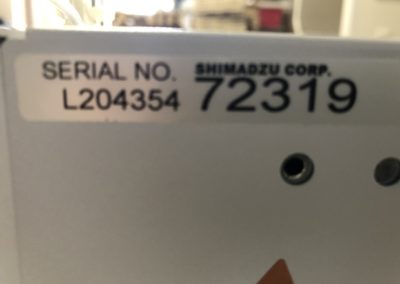 SERIAL NO. SHIMADZU CORP.
L204354 72319